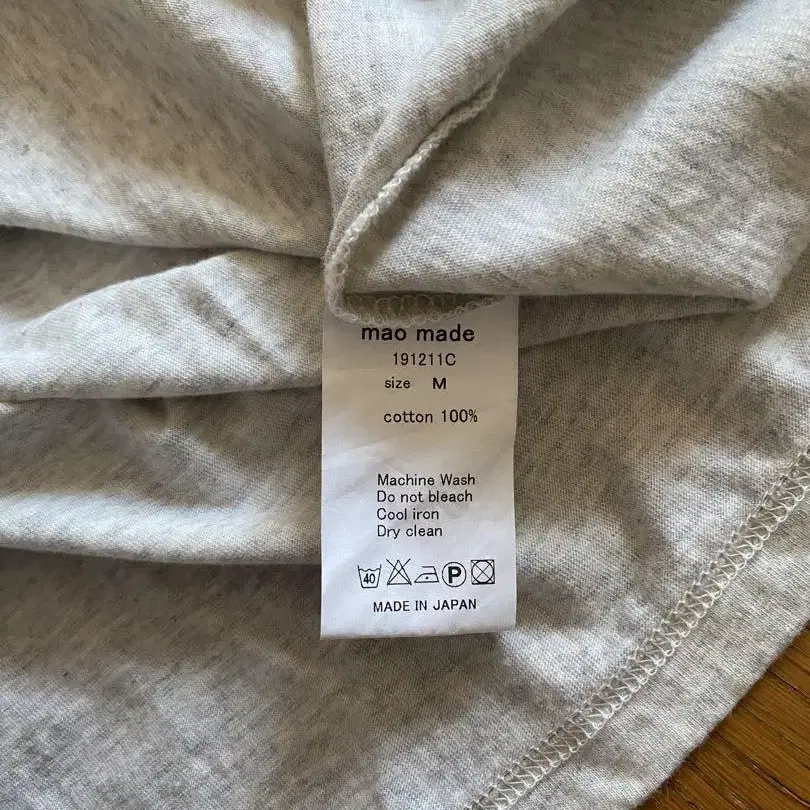 mao made
191211C
size M
cotton 100%
Machine Wash
Do not bleach
Cool iron
Dry clean
40 P
MADE IN JAPAN